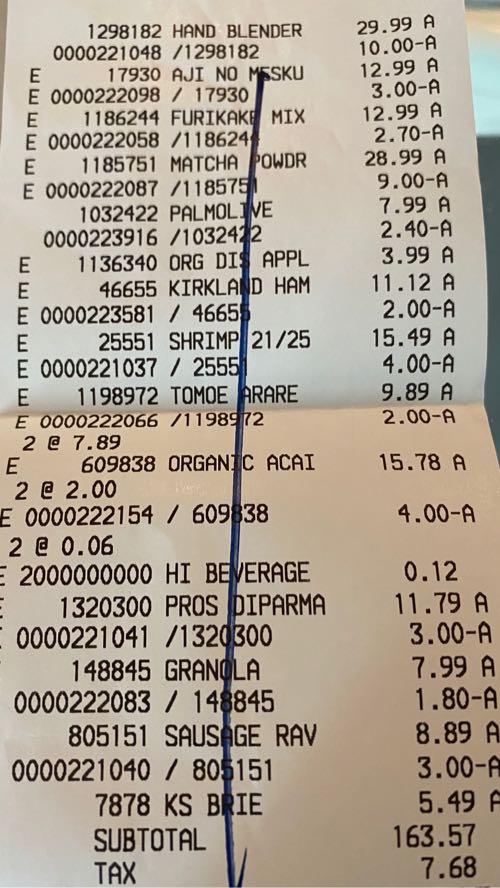 1298182 HAND BLENDER 29.99 A
0000221048 /1298182 10.00-A
E 17930 AJI NO MESKU 12.99 A
E 0000222098 / 17930 3.00-A
E 1186244 FURIKAKE MIX 12.99 A
E 0000222058 /1186244 2.70-A
E 1185751 MATCHA POWDR 28.99 A
E 0000222087 /1185751 9.00-A
1032422 PALMOLIVE 7.99 A
0000223916 /1032422 2.40-A
E 1136340 ORG DIS APPL 3.99 A
E 46655 KIRKLAND HAM 11.12 A
E 0000223581 / 46655 2.00-A
E 25551 SHRIMP 21/25 15.49 A
E 0000221037 / 25551 4.00-A
E 1198972 TOMOE ARARE 9.89 A
E 0000222066 /1198972 2.00-A
2 @ 7.89
E 609838 ORGANIC ACAI 15.78 A
2 @ 2.00
E 0000222154 / 609838 4.00-A
2 @ 0.06
E 2000000000 HI BEVERAGE 0.12
E 1320300 PROS DIPARMA 11.79 A
0000221041 /1320300 3.00-A
148845 GRANOLA 7.99 A
0000222083 / 148845 1.80-A
805151 SAUSAGE RAV 8.89 A
0000221040 / 805151 3.00-A
7878 KS BRIE 5.49 A
SUBTOTAL 163.57
TAX 7.68